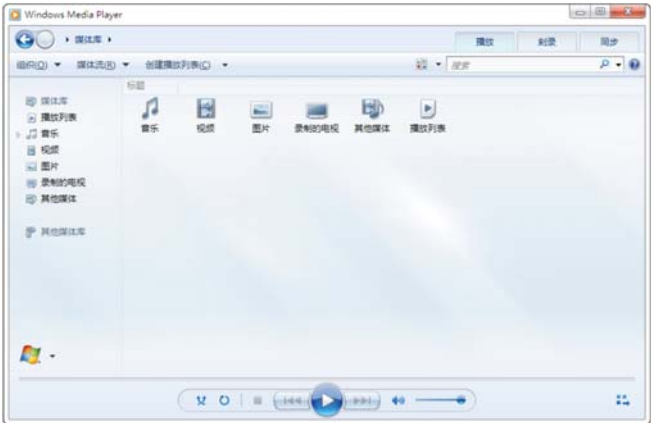 Windows Media Player
媒体库
播放 刻录 同步
组织(O) 媒体流(R) 创建播放列表(C) 搜索
标题
媒体库
播放列表
音乐
视频
图片
录制的电视
其他媒体
其他媒体库
音乐 视频 图片 录制的电视 其他媒体 播放列表